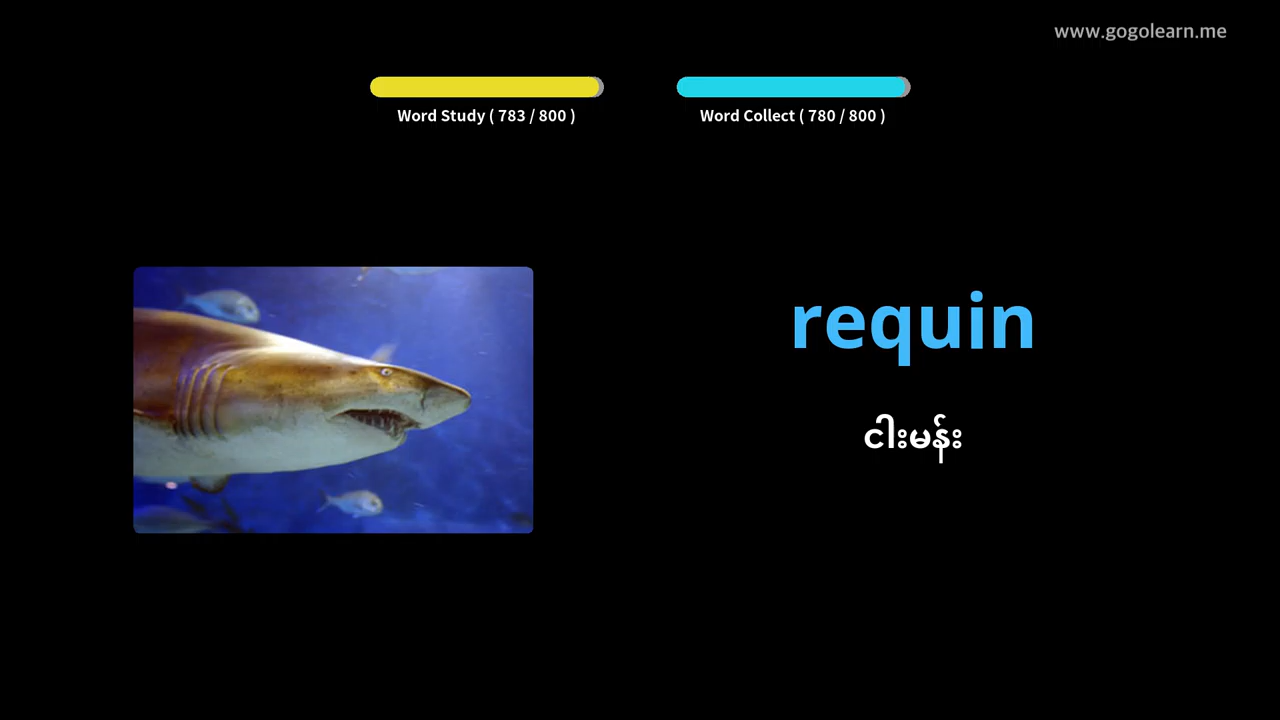 www.gogolearn.me
Word Study ( 783 / 800 )
Word Collect ( 780 / 800 )
requin
ငါးမန်း